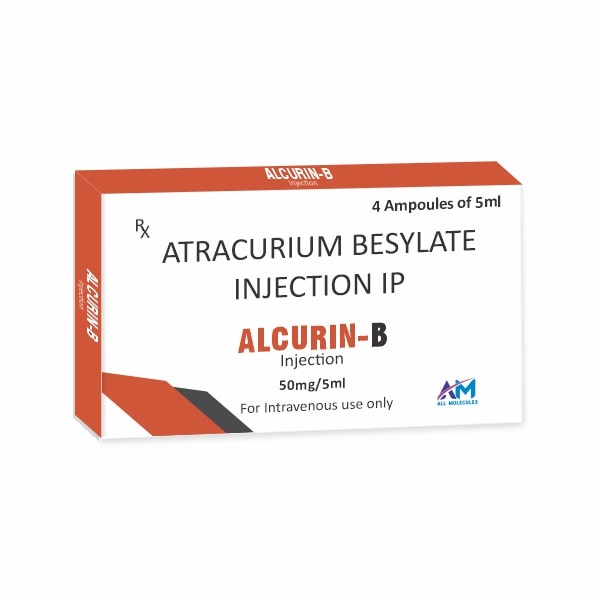 ALCURIN-B
Injection
4 Ampoules of 5ml
Rx
ATRACURIUM BESYLATE
INJECTION IP
ALCURIN-B
Injection
50mg/5ml
For Intravenous use only
AM
ALL MOLECULES
ALCURIN-B
Injection